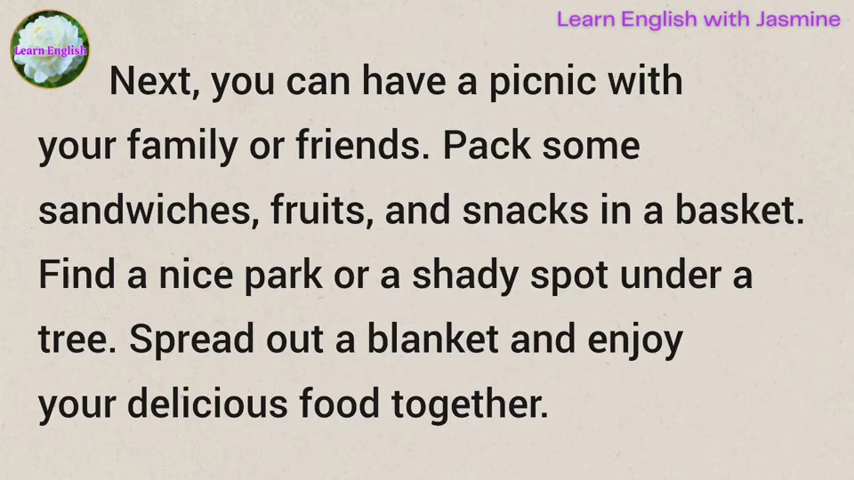 Learn English with Jasmine
Learn English
Next, you can have a picnic with
your family or friends. Pack some
sandwiches, fruits, and snacks in a basket.
Find a nice park or a shady spot under a
tree. Spread out a blanket and enjoy
your delicious food together.